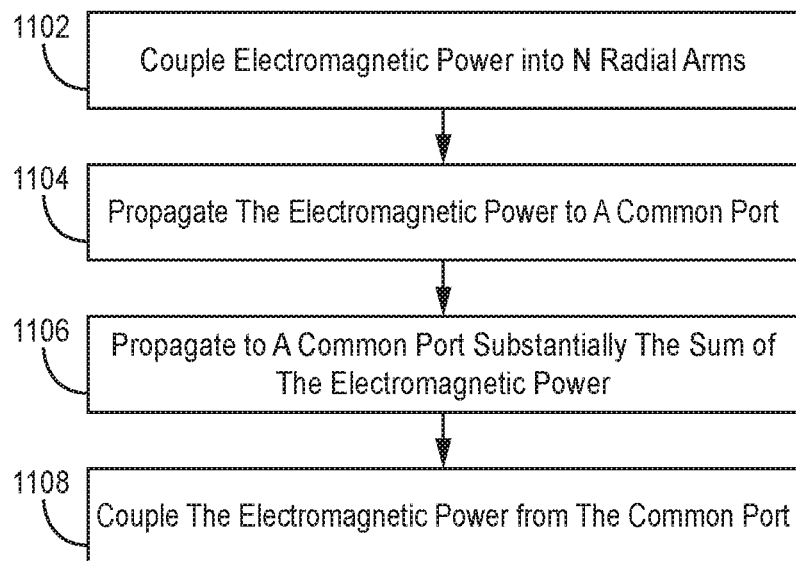 1102
Couple Electromagnetic Power into N Radial Arms
1104
Propagate The Electromagnetic Power to A Common Port
1106
Propagate to A Common Port Substantially The Sum of
The Electromagnetic Power
1108
Couple The Electromagnetic Power from The Common Port